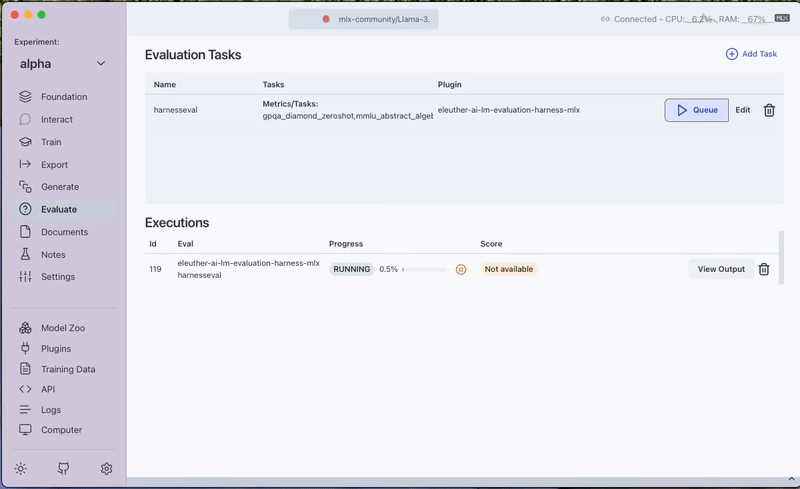 mlx-community/Llama-3.
Connected - CPU: 6.2% RAM: 67% MLX
Experiment:
alpha
Foundation
Interact
Train
Export
Generate
Evaluate
Documents
Notes
Settings
Model Zoo
Plugins
Training Data
API
Logs
Computer
Evaluation Tasks
Add Task
Name Tasks Plugin
harnesseval
Metrics/Tasks:
gpqa_diamond_zeroshot,mmlu_abstract_algeb
eleuther-ai-lm-evaluation-harness-mlx
Queue Edit
Executions
Id Eval Progress Score
119
eleuther-ai-lm-evaluation-harness-mlx
harnesseval
RUNNING 0.5%
Not available
View Output